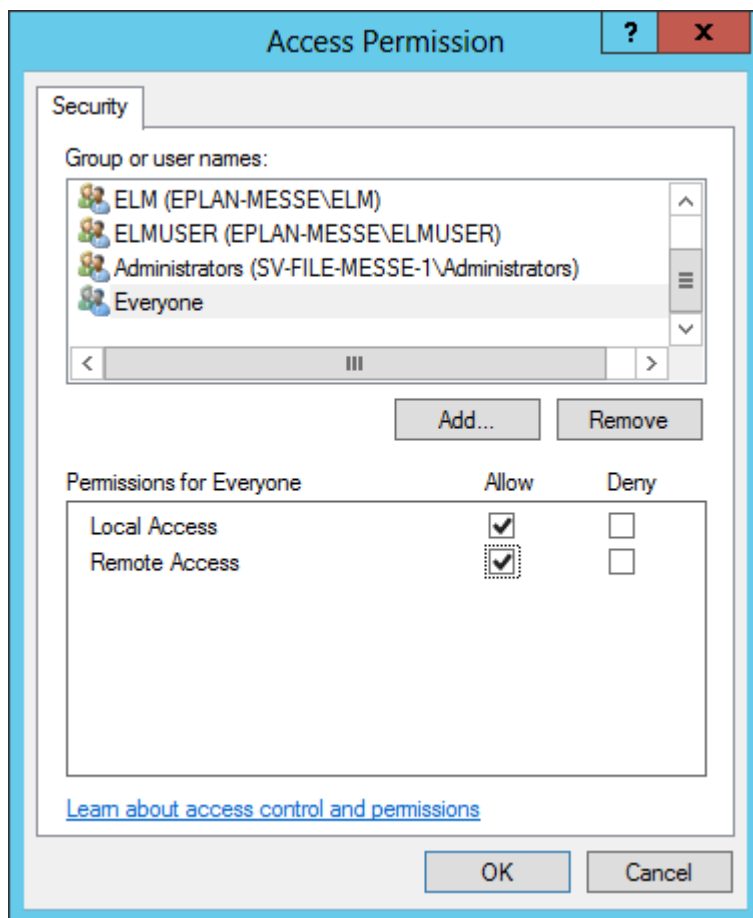 Access Permission
?
x
Security
Group or user names:
ELM (EPLAN-MESSE\ELM)
ELMUSER (EPLAN-MESSE\ELMUSER)
Administrators (SV-FILE-MESSE-1\Administrators)
Everyone
Add...
Remove
Permissions for Everyone Allow Deny
Local Access
Remote Access
Learn about access control and permissions
OK
Cancel